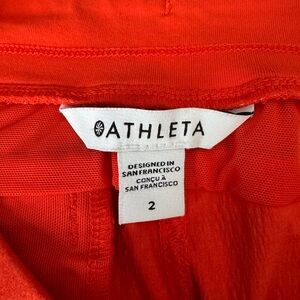 ATHLETA
DESIGNED IN
SAN FRANCISCO
CONÇU À
SAN FRANCISCO
2